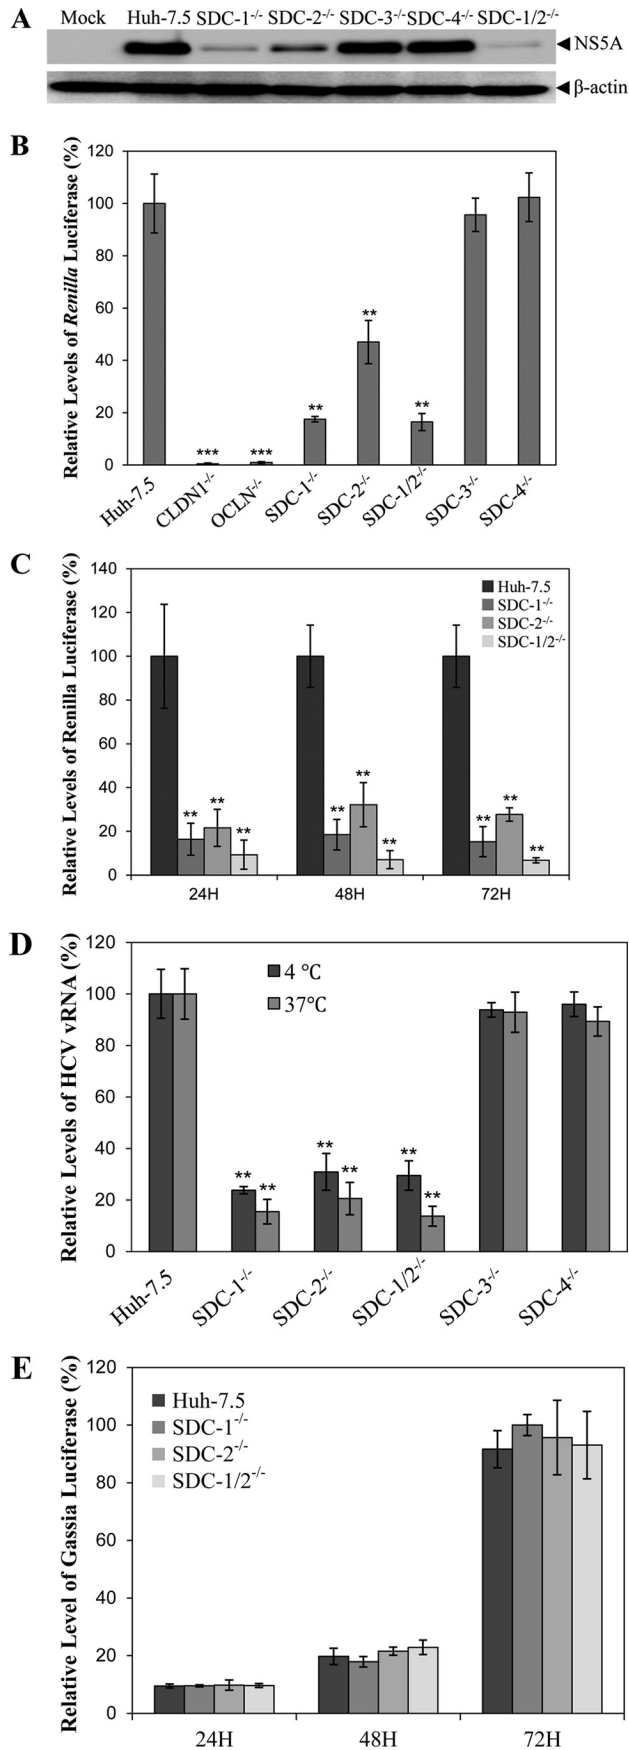 A
Mock Huh-7.5 SDC-1-/- SDC-2-/- SDC-3-/- SDC-4-/- SDC-1/2-/-
◄NS5A
◄β-actin
B
Relative Levels of Renilla Luciferase (%)
120
100
80
60
40
20
0
*** *** ** ** **
Huh-7.5 CLDN1-/- OCLN-/- SDC-1-/- SDC-2-/- SDC-1/2-/- SDC-3-/- SDC-4-/-
C
Relative Levels of Renilla Luciferase (%)
140
120
100
80
60
40
20
0
Huh-7.5
SDC-1-/-
SDC-2-/-
SDC-1/2-/-
** ** ** ** ** ** ** ** **
24H 48H 72H
D
Relative Levels of HCV vRNA (%)
120
100
80
60
40
20
0
4 °C
37°C
** ** ** ** ** **
Huh-7.5 SDC-1-/- SDC-2-/- SDC-1/2-/- SDC-3-/- SDC-4-/-
E
Relative Level of Gassia Luciferase (%)
120
100
80
60
40
20
0
Huh-7.5
SDC-1-/-
SDC-2-/-
SDC-1/2-/-
24H 48H 72H